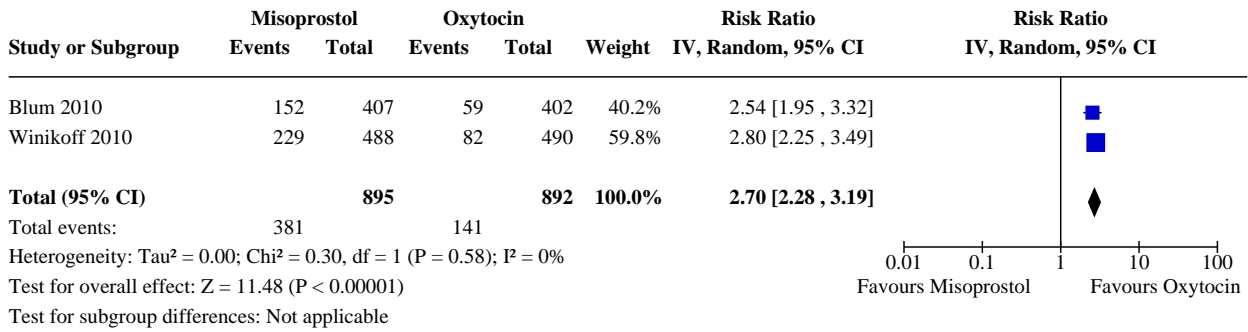 Misoprostol Oxytocin Risk Ratio Risk Ratio
Study or Subgroup Events Total Events Total Weight IV, Random, 95% CI IV, Random, 95% CI
Blum 2010 152 407 59 402 40.2% 2.54 [1.95 , 3.32]
Winikoff 2010 229 488 82 490 59.8% 2.80 [2.25 , 3.49]
Total (95% CI) 895 892 100.0% 2.70 [2.28 , 3.19]
Total events: 381 141
Heterogeneity: Tau² = 0.00; Chi² = 0.30, df = 1 (P = 0.58); I² = 0%
0.01 0.1 1 10 100
Test for overall effect: Z = 11.48 (P < 0.00001)
Favours Misoprostol Favours Oxytocin
Test for subgroup differences: Not applicable